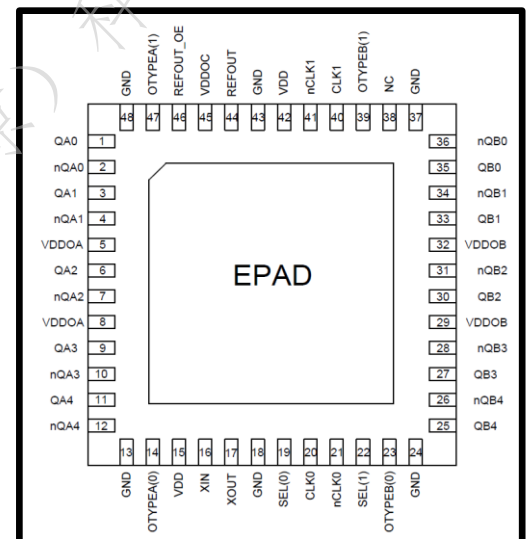 GND
OTYPEA(1)
REFOUT_OE
VDDOC
REFOUT
GND
VDD
nCLK1
CLK1
OTYPEB(1)
NC
GND
48 47 46 45 44 43 42 41 40 39 38 37
QA0 1
nQA0 2
QA1 3
nQA1 4
VDDOA 5
QA2 6
nQA2 7
VDDOA 8
QA3 9
nQA3 10
QA4 11
nQA4 12
EPAD
36 nQB0
35 QB0
34 nQB1
33 QB1
32 VDDOB
31 nQB2
30 QB2
29 VDDOB
28 nQB3
27 QB3
26 nQB4
25 QB4
13 14 15 16 17 18 19 20 21 22 23 24
GND
OTYPEA(0)
VDD
XIN
XOUT
GND
SEL(0)
CLK0
nCLK0
SEL(1)
OTYPEB(0)
GND